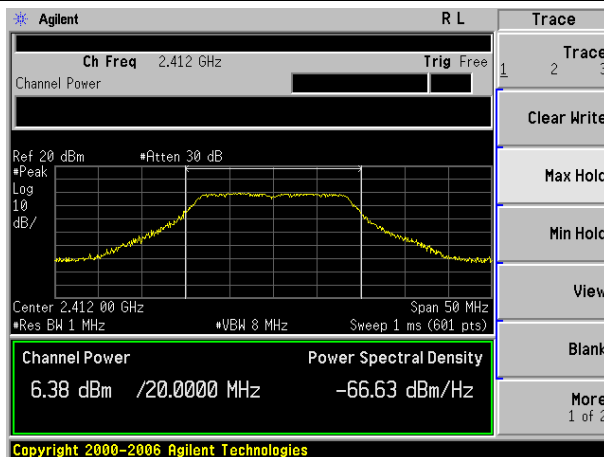 Agilent R L
Trace
Ch Freq 2.412 GHz Trig Free
Channel Power
Trace
1 2 3
Clear Write
Max Hold
Min Hold
View
Blank
More
1 of 2
Ref 20 dBm #Atten 30 dB
#Peak
Log
10
dB/
Center 2.412 00 GHz Span 50 MHz
#Res BW 1 MHz #VBW 8 MHz Sweep 1 ms (601 pts)
Channel Power Power Spectral Density
6.38 dBm /20.0000 MHz -66.63 dBm/Hz
Copyright 2000-2006 Agilent Technologies